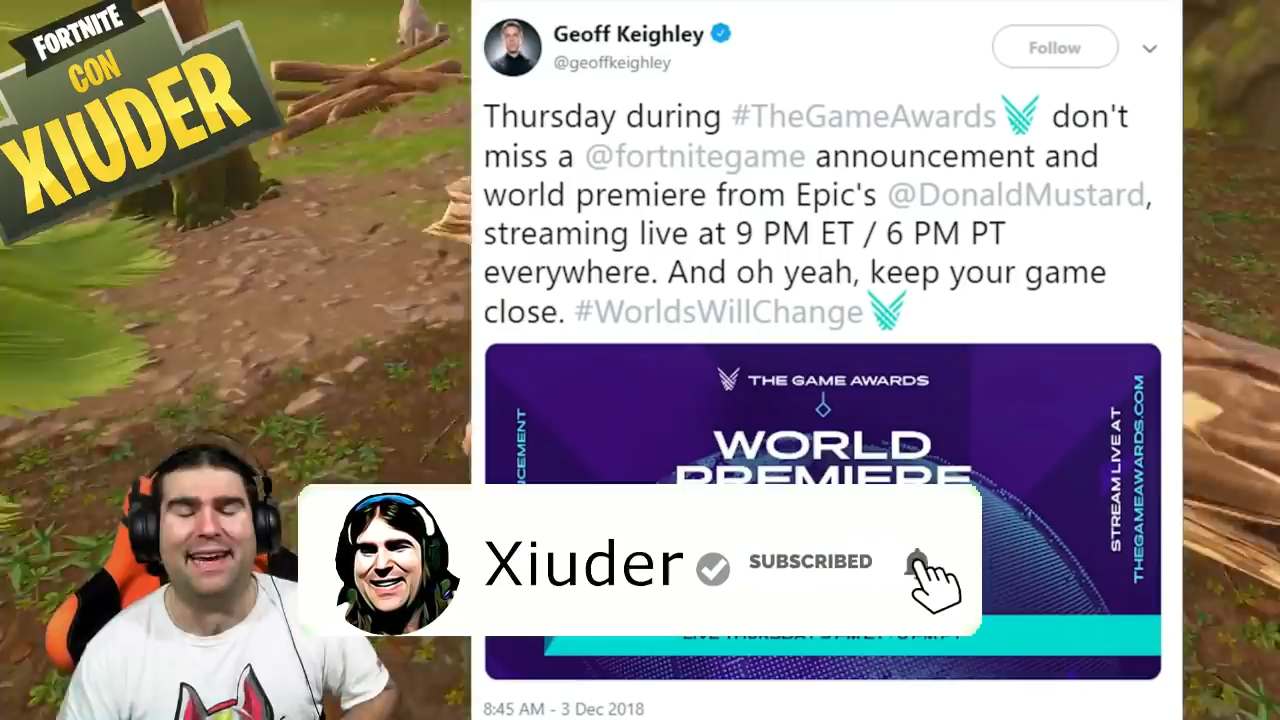 FORTNITE
CON
XIUDER
Geoff Keighley
@geoffkeighley
Follow
Thursday during #TheGameAwards don't
miss a @fortnitegame announcement and
world premiere from Epic's @DonaldMustard,
streaming live at 9 PM ET / 6 PM PT
everywhere. And oh yeah, keep your game
close. #WorldsWillChange
THE GAME AWARDS
WORLD
PREMIERE
STREAM LIVE AT
THEGAMEAWARDS.COM
Xiuder
SUBSCRIBED
8:45 AM - 3 Dec 2018